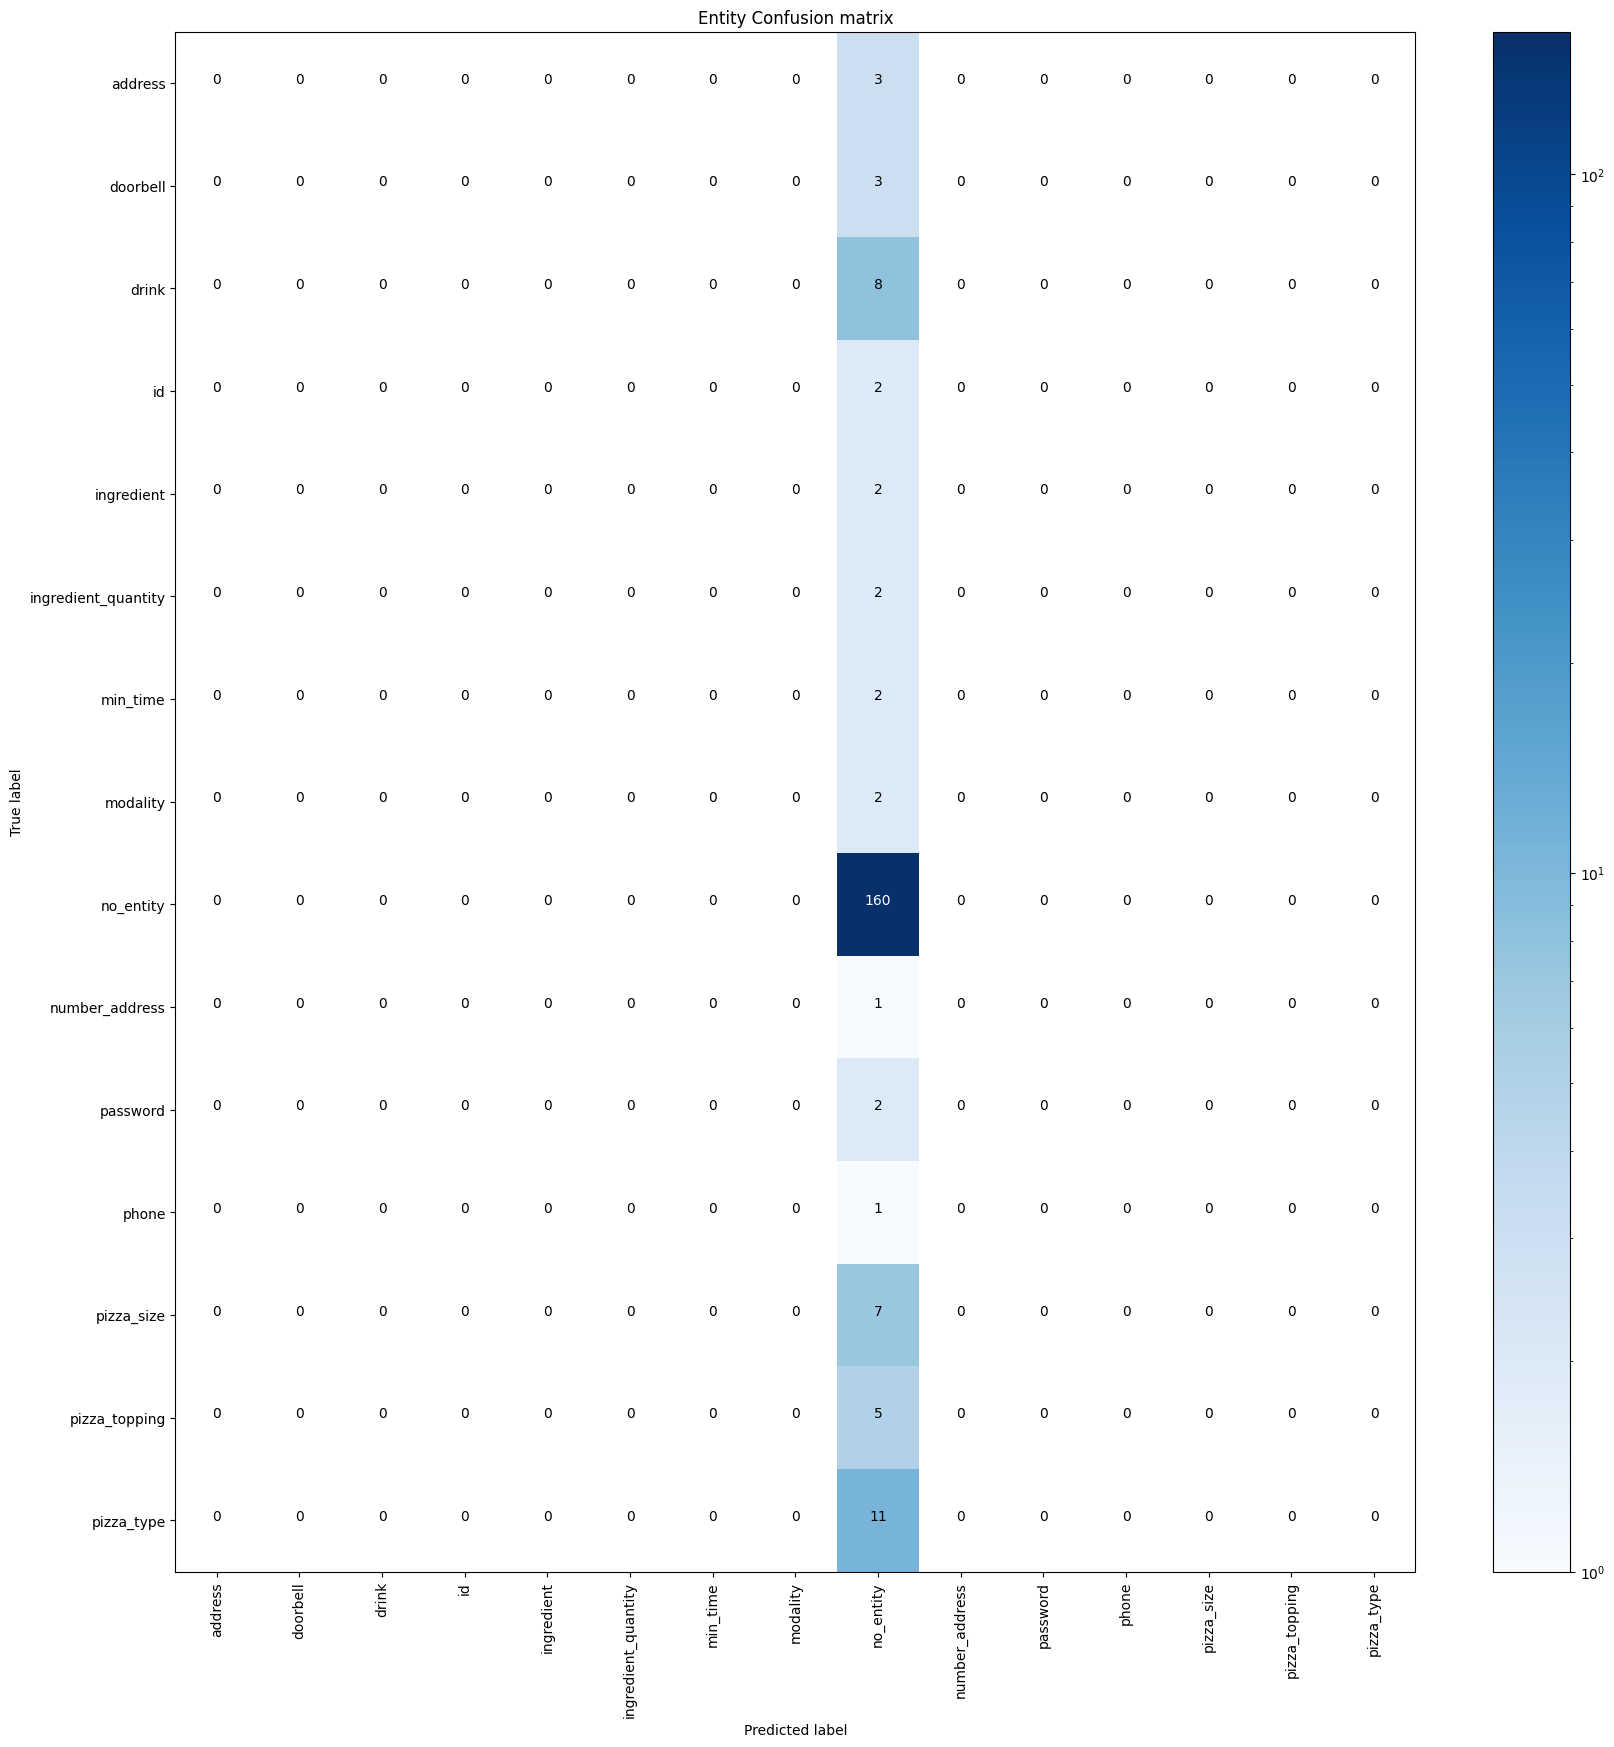 Entity Confusion matrix
address 0 0 0 0 0 0 0 0 3 0 0 0 0 0 0
doorbell 0 0 0 0 0 0 0 0 3 0 0 0 0 0 0
drink 0 0 0 0 0 0 0 0 8 0 0 0 0 0 0
id 0 0 0 0 0 0 0 0 2 0 0 0 0 0 0
ingredient 0 0 0 0 0 0 0 0 2 0 0 0 0 0 0
ingredient_quantity 0 0 0 0 0 0 0 0 2 0 0 0 0 0 0
min_time 0 0 0 0 0 0 0 0 2 0 0 0 0 0 0
modality 0 0 0 0 0 0 0 0 2 0 0 0 0 0 0
no_entity 0 0 0 0 0 0 0 0 160 0 0 0 0 0 0
number_address 0 0 0 0 0 0 0 0 1 0 0 0 0 0 0
password 0 0 0 0 0 0 0 0 2 0 0 0 0 0 0
phone 0 0 0 0 0 0 0 0 1 0 0 0 0 0 0
pizza_size 0 0 0 0 0 0 0 0 7 0 0 0 0 0 0
pizza_topping 0 0 0 0 0 0 0 0 5 0 0 0 0 0 0
pizza_type 0 0 0 0 0 0 0 0 11 0 0 0 0 0 0
True label
address
doorbell
drink
id
ingredient
ingredient_quantity
min_time
modality
no_entity
number_address
password
phone
pizza_size
pizza_topping
pizza_type
Predicted label
10²
10¹
10⁰